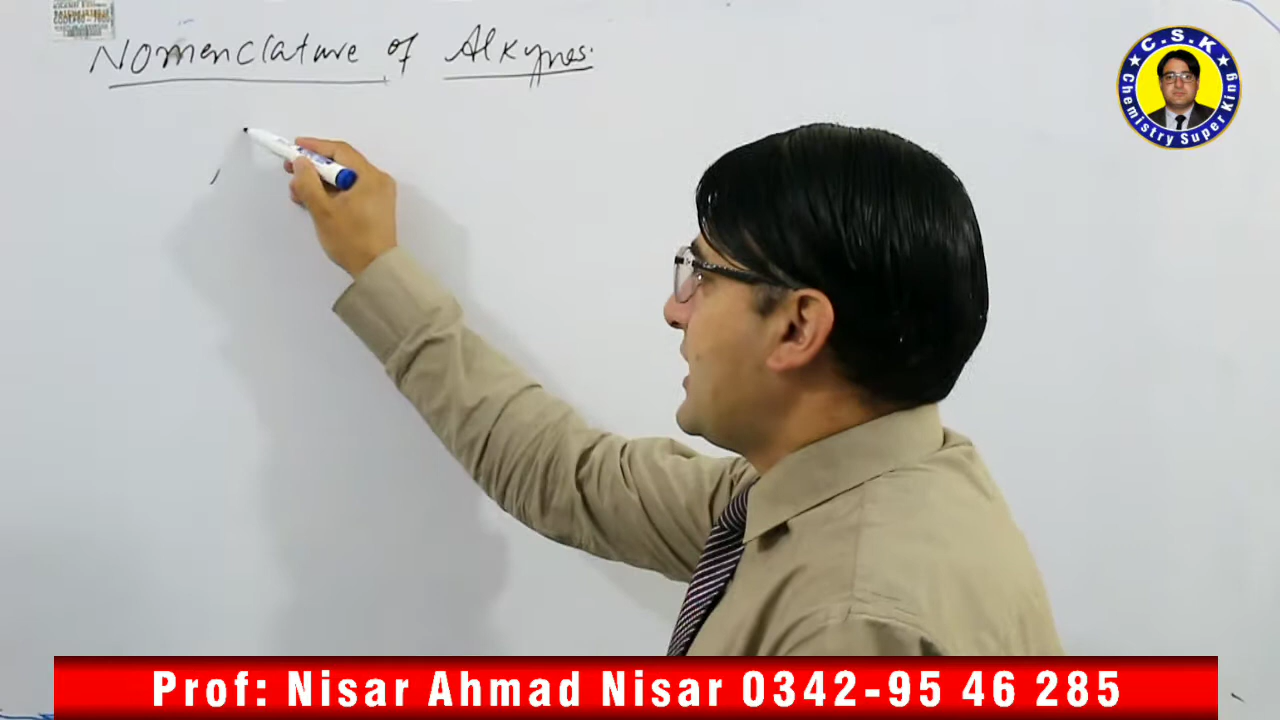 Nomenclature of Alkynes.
C.S.K
Chemistry Super King
Prof: Nisar Ahmad Nisar 0342-95 46 285